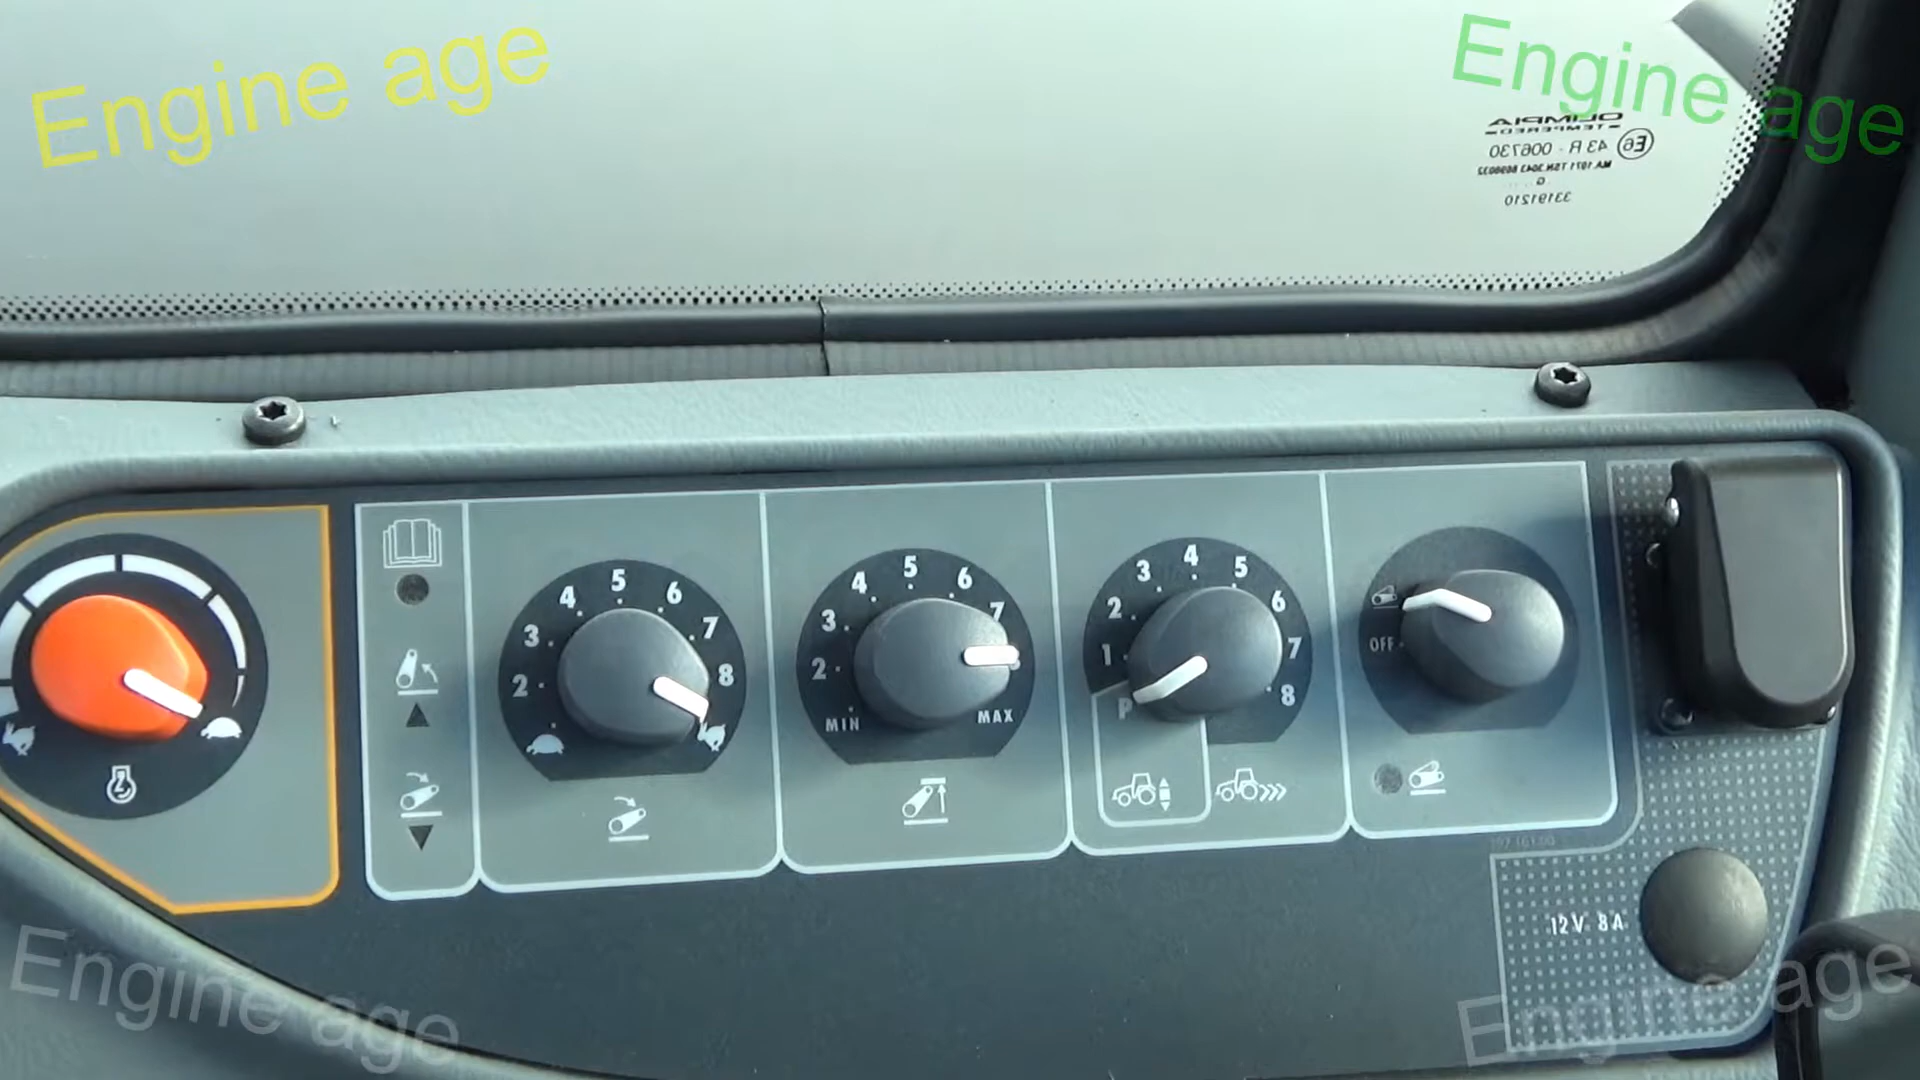 Engine age
Engine age
OLIMPIA
TEMPERED
E6 43 R - 006730
G
33191210
4 5 6
3 7
2 8
5
4 6
3 7
2
MIN MAX
4
3 5
2 6
1 7
P 8
OFF
12V 8A
Engine age
Engine age